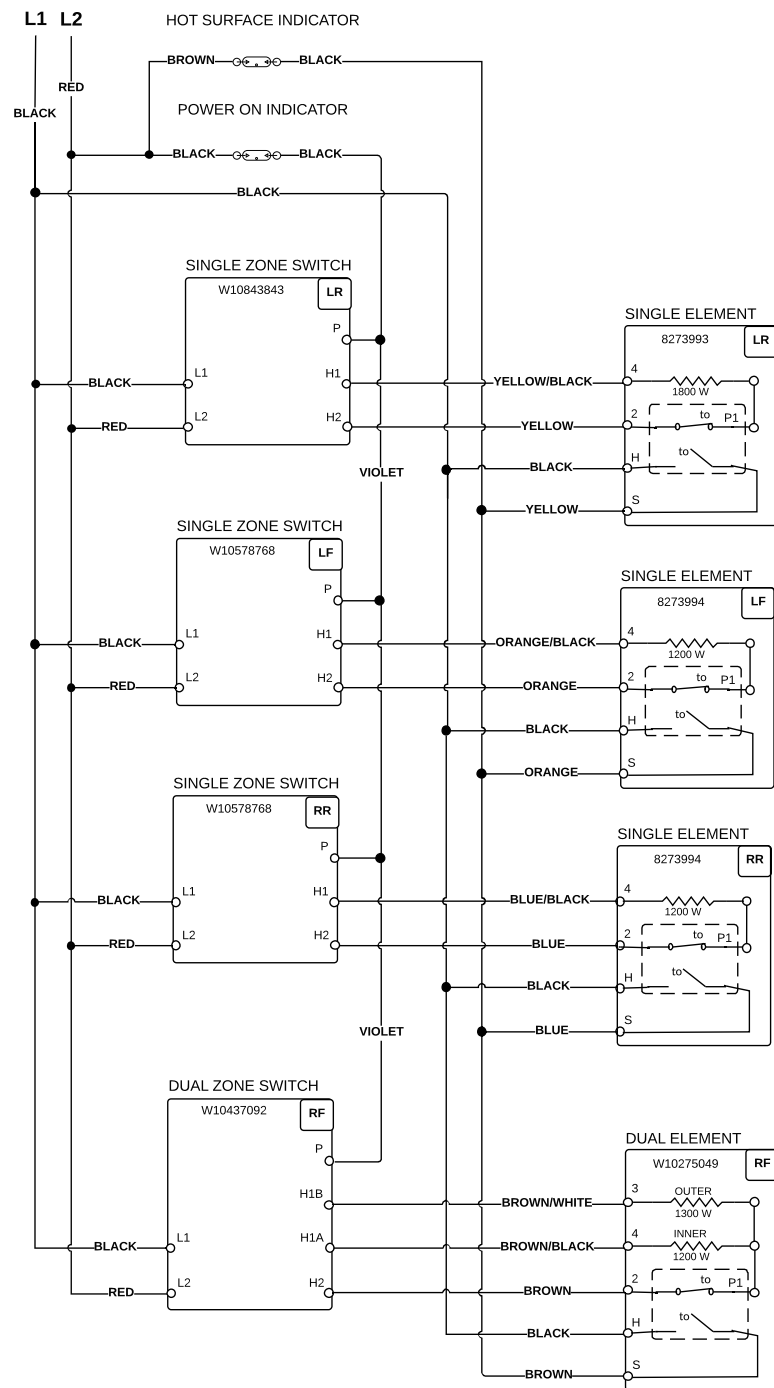 L1 L2
HOT SURFACE INDICATOR
BROWN BLACK
RED
BLACK
POWER ON INDICATOR
BLACK BLACK
BLACK
SINGLE ZONE SWITCH
W10843843 LR
P
L1 H1
BLACK
L2 H2
RED
YELLOW/BLACK
YELLOW
BLACK
YELLOW
VIOLET
SINGLE ELEMENT
8273993 LR
4
1800 W
2 to P1
H to
S
SINGLE ZONE SWITCH
W10578768 LF
P
L1 H1
BLACK
L2 H2
RED
ORANGE/BLACK
ORANGE
BLACK
ORANGE
SINGLE ELEMENT
8273994 LF
4
1200 W
2 to P1
H to
S
SINGLE ZONE SWITCH
W10578768 RR
P
L1 H1
BLACK
L2 H2
RED
BLUE/BLACK
BLUE
BLACK
BLUE
VIOLET
SINGLE ELEMENT
8273994 RR
4
1200 W
2 to P1
H to
S
DUAL ZONE SWITCH
W10437092 RF
P
H1B
L1 H1A
BLACK
L2 H2
RED
BROWN/WHITE
BROWN/BLACK
BROWN
BLACK
BROWN
DUAL ELEMENT
W10275049 RF
3 OUTER
1300 W
4 INNER
1200 W
2 to P1
H to
S